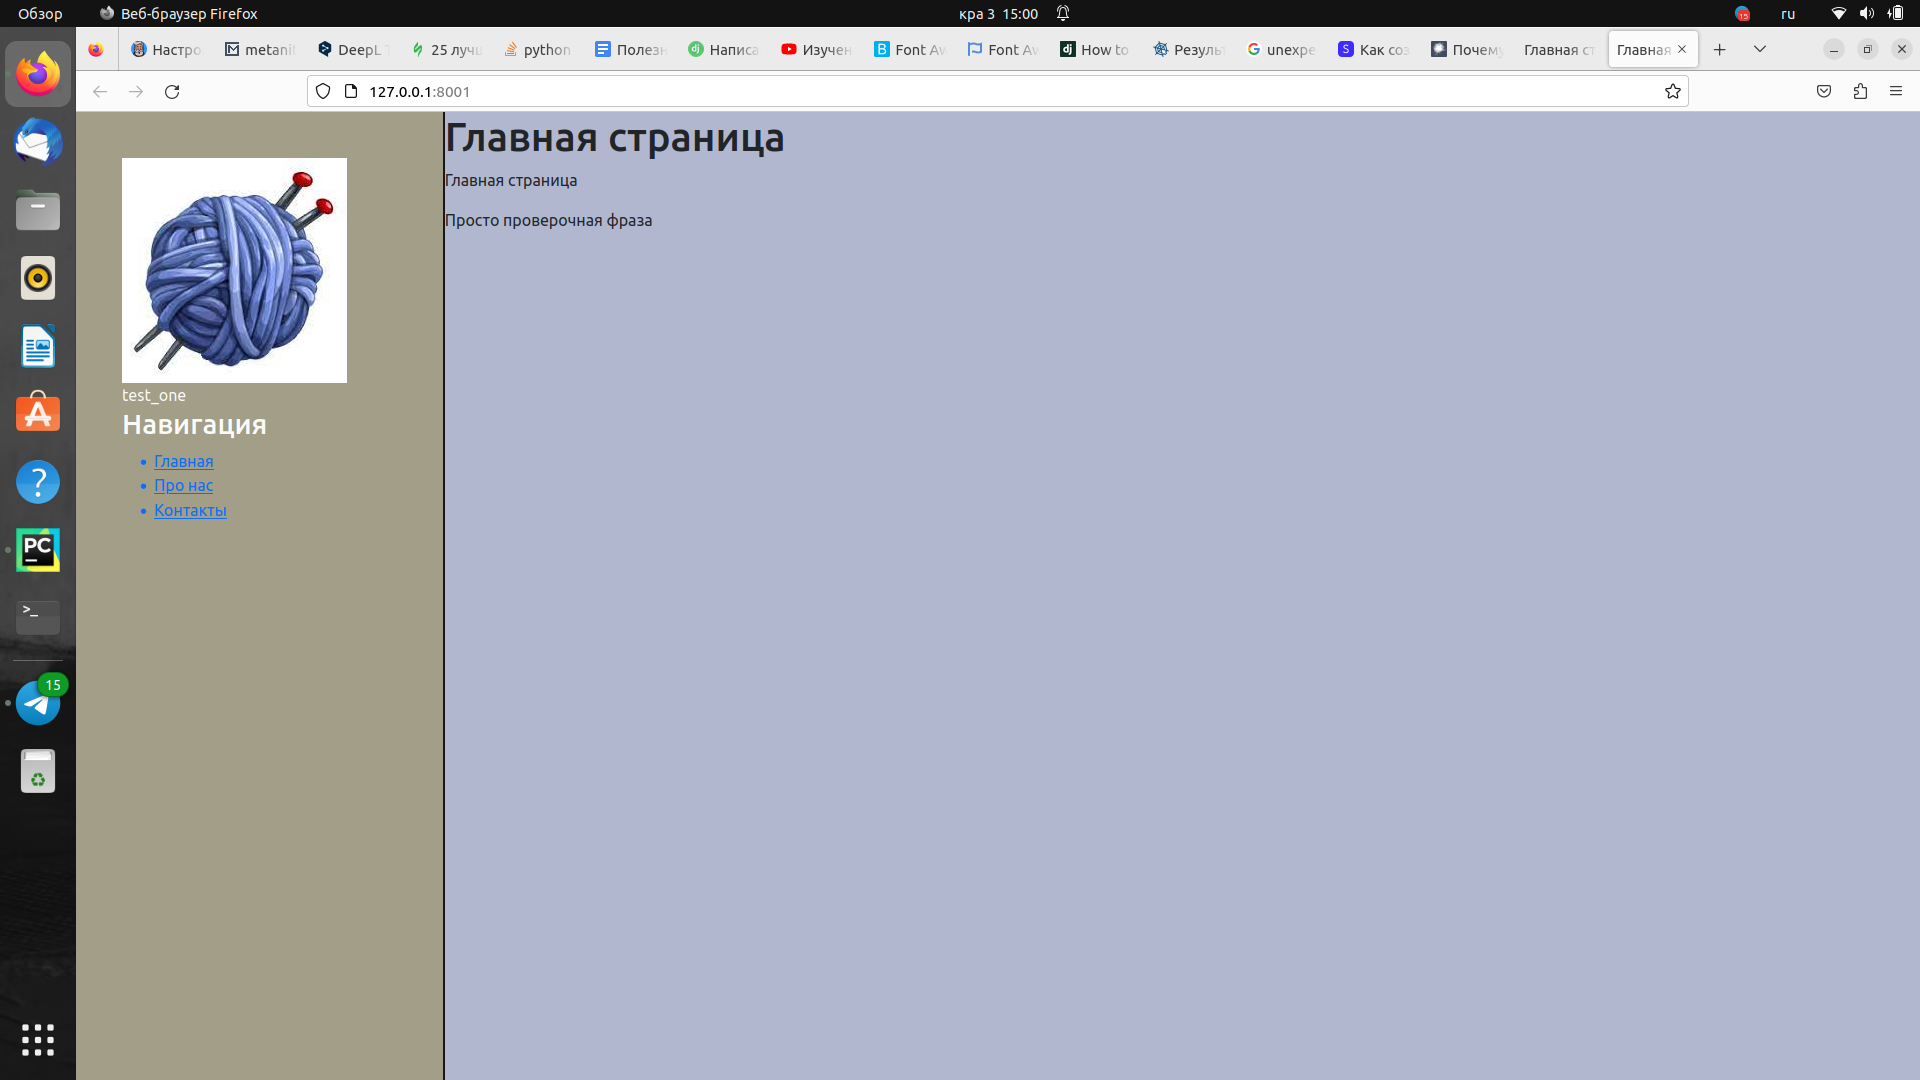 Обзор
Веб-браузер Firefox
кра 3 15:00
15
ru
Настро
metanit
DeepL T
25 лучш
python
Полезн
Написа
Изучен
Font Aw
Font Aw
How to
Резуль
unexpe
Как соз
Почему
Главная ст
Главная
127.0.0.1:8001
Главная страница
Главная страница
Просто проверочная фраза
test_one
Навигация
Главная
Про нас
Контакты
PC
>_
15